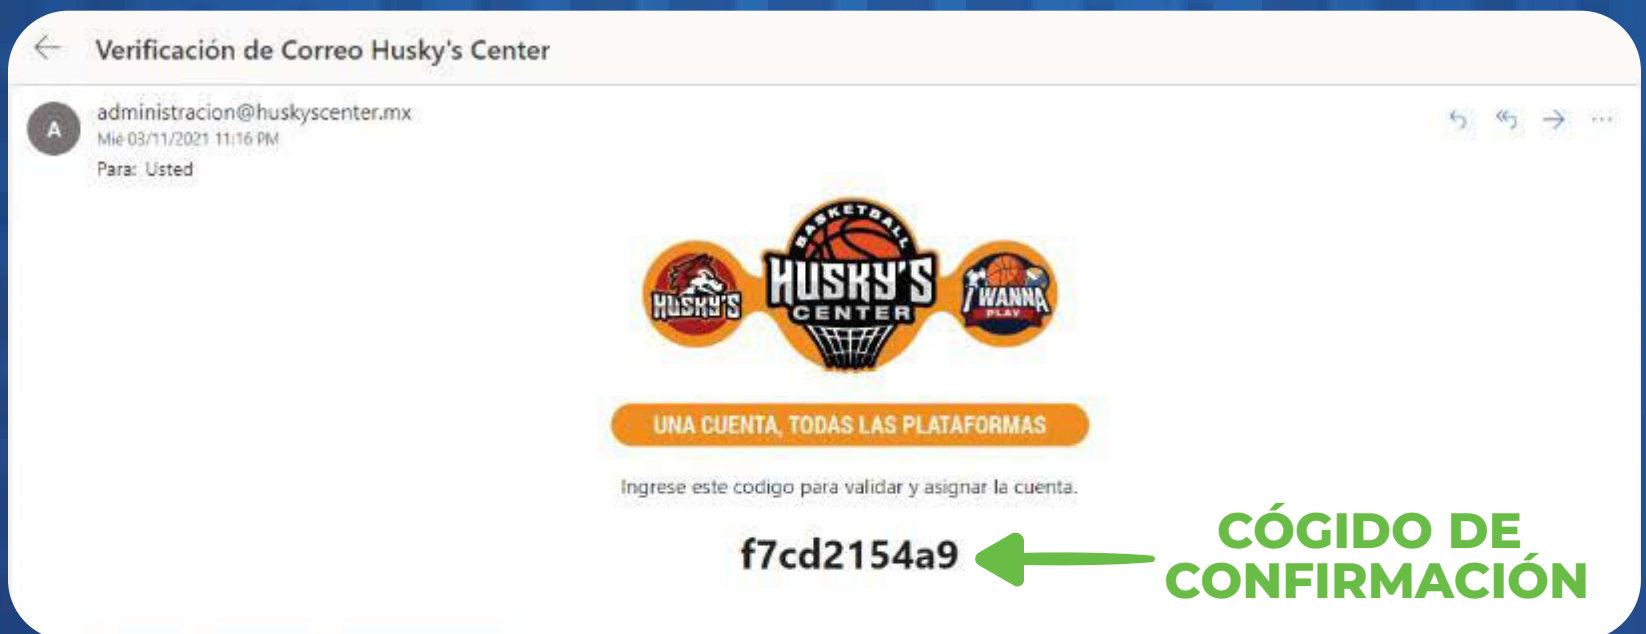 Verificación de Correo Husky's Center
A
administracion@huskyscenter.mx
Mié 03/11/2021 11:16 PM
Para: Usted
BASKETBALL
HUSKY'S
HUSKY'S
CENTER
I WANNA
PLAY
UNA CUENTA, TODAS LAS PLATAFORMAS
Ingrese este codigo para validar y asignar la cuenta.
f7cd2154a9
CÓGIDO DE
CONFIRMACIÓN